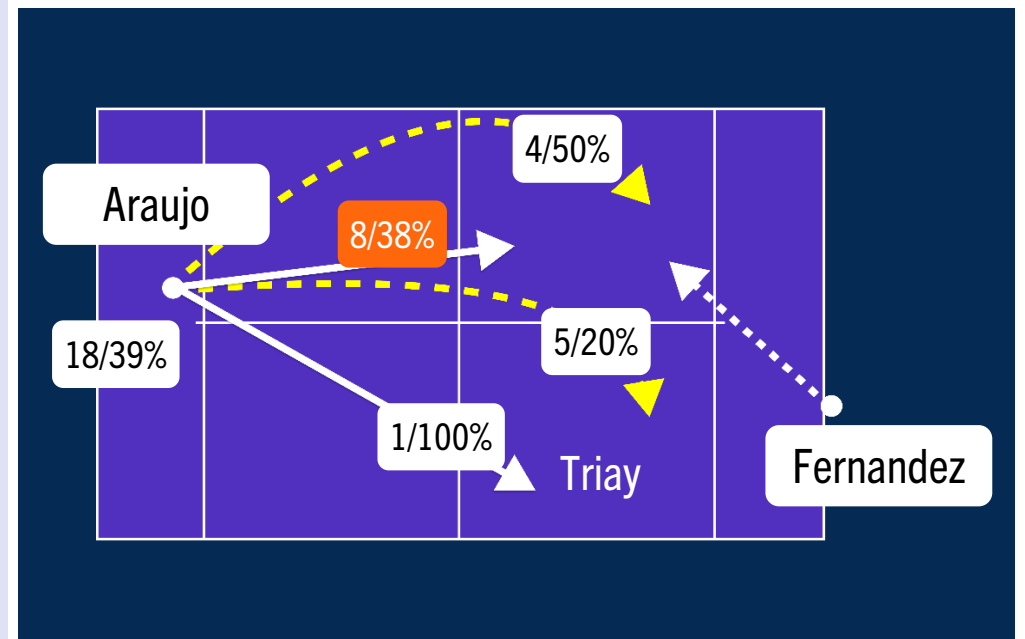 4/50%
Araujo
8/38%
18/39%
5/20%
1/100%
Triay
Fernandez